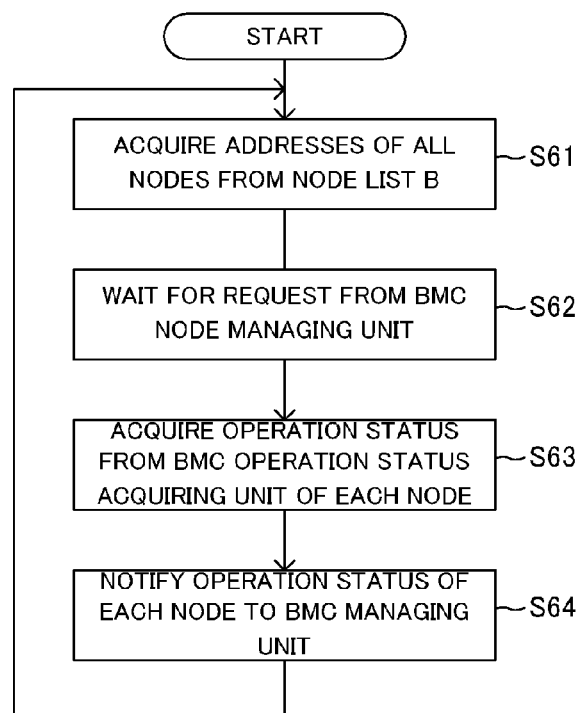 START
ACQUIRE ADDRESSES OF ALL
NODES FROM NODE LIST B
S61
WAIT FOR REQUEST FROM BMC
NODE MANAGING UNIT
S62
ACQUIRE OPERATION STATUS
FROM BMC OPERATION STATUS
ACQUIRING UNIT OF EACH NODE
S63
NOTIFY OPERATION STATUS OF
EACH NODE TO BMC MANAGING
UNIT
S64